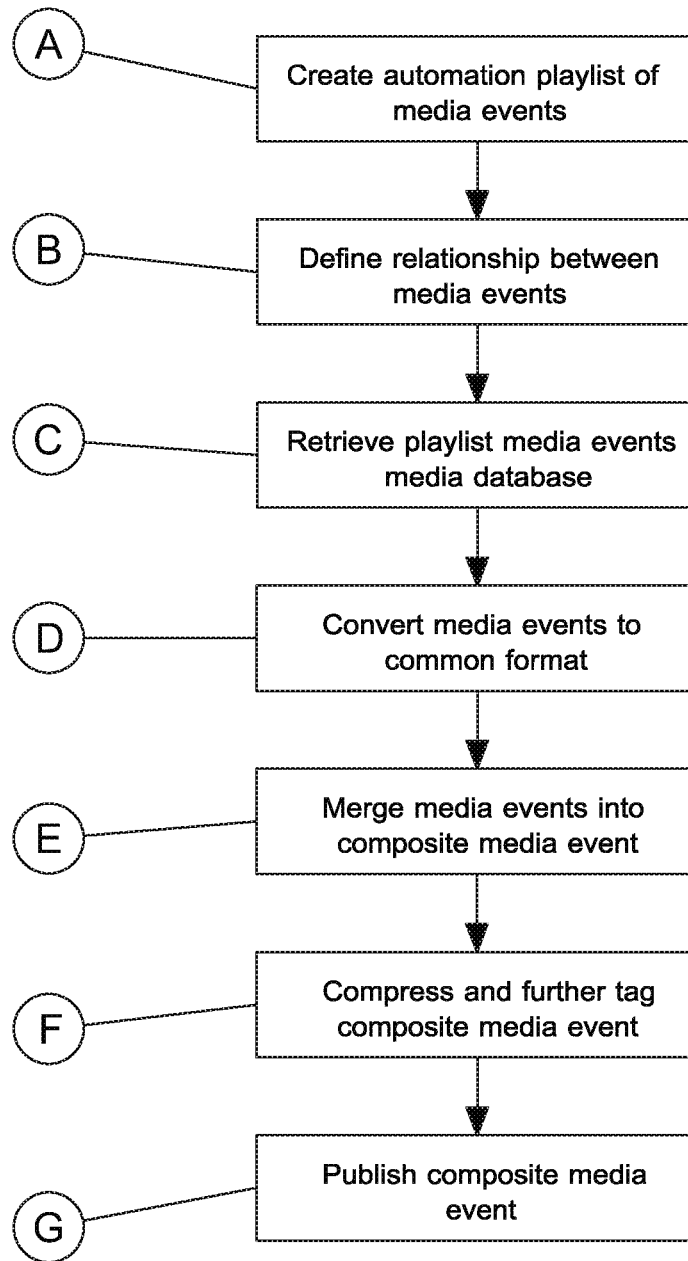 A
Create automation playlist of
media events
B
Define relationship between
media events
C
Retrieve playlist media events
media database
D
Convert media events to
common format
E
Merge media events into
composite media event
F
Compress and further tag
composite media event
G
Publish composite media
event